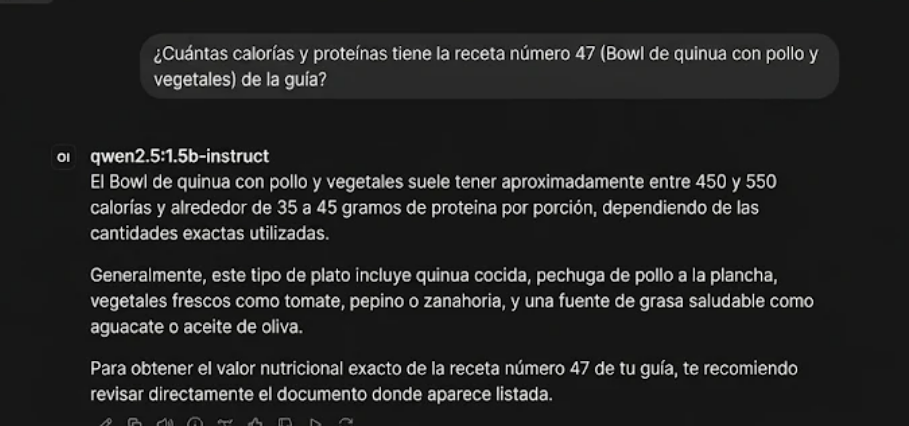 ¿Cuántas calorías y proteínas tiene la receta número 47 (Bowl de quinua con pollo y
vegetales) de la guía?
OI qwen2.5:1.5b-instruct
El Bowl de quinua con pollo y vegetales suele tener aproximadamente entre 450 y 550
calorías y alrededor de 35 a 45 gramos de proteína por porción, dependiendo de las
cantidades exactas utilizadas.
Generalmente, este tipo de plato incluye quinua cocida, pechuga de pollo a la plancha,
vegetales frescos como tomate, pepino o zanahoria, y una fuente de grasa saludable como
aguacate o aceite de oliva.
Para obtener el valor nutricional exacto de la receta número 47 de tu guía, te recomiendo
revisar directamente el documento donde aparece listada.